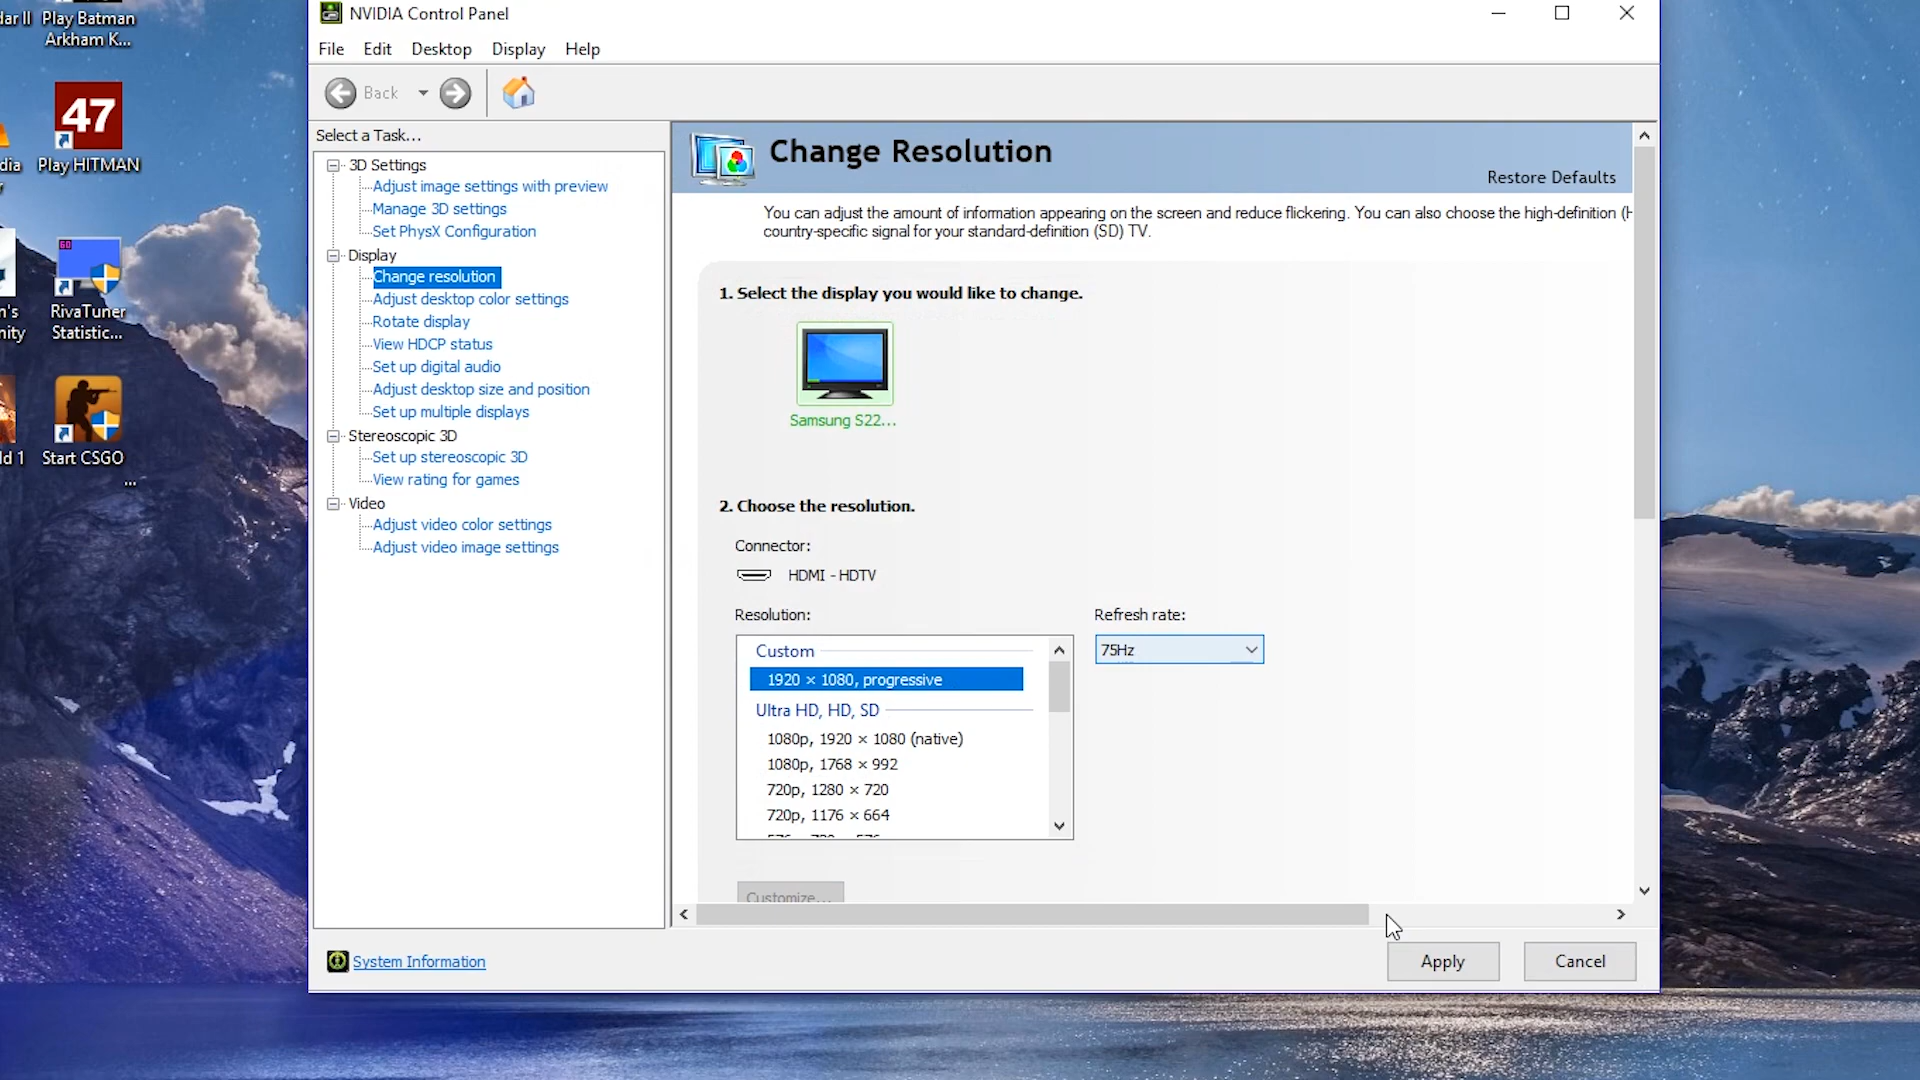 dar II
Play Batman
Arkham K...
dia
47
Play HITMAN
n's
nity
GO
RivaTuner
Statistic...
ld 1
Start CSGO
...
NVIDIA Control Panel
File Edit Desktop Display Help
Back
Select a Task...
3D Settings
Adjust image settings with preview
Manage 3D settings
Set PhysX Configuration
Display
Change resolution
Adjust desktop color settings
Rotate display
View HDCP status
Set up digital audio
Adjust desktop size and position
Set up multiple displays
Stereoscopic 3D
Set up stereoscopic 3D
View rating for games
Video
Adjust video color settings
Adjust video image settings
System Information
Change Resolution
Restore Defaults
You can adjust the amount of information appearing on the screen and reduce flickering. You can also choose the high-definition (H
country-specific signal for your standard-definition (SD) TV.
1. Select the display you would like to change.
Samsung S22...
2. Choose the resolution.
Connector:
HDMI - HDTV
Resolution:
Refresh rate:
Custom
1920 × 1080, progressive
Ultra HD, HD, SD
1080p, 1920 × 1080 (native)
1080p, 1768 × 992
720p, 1280 × 720
720p, 1176 × 664
75Hz
Customize...
Apply
Cancel